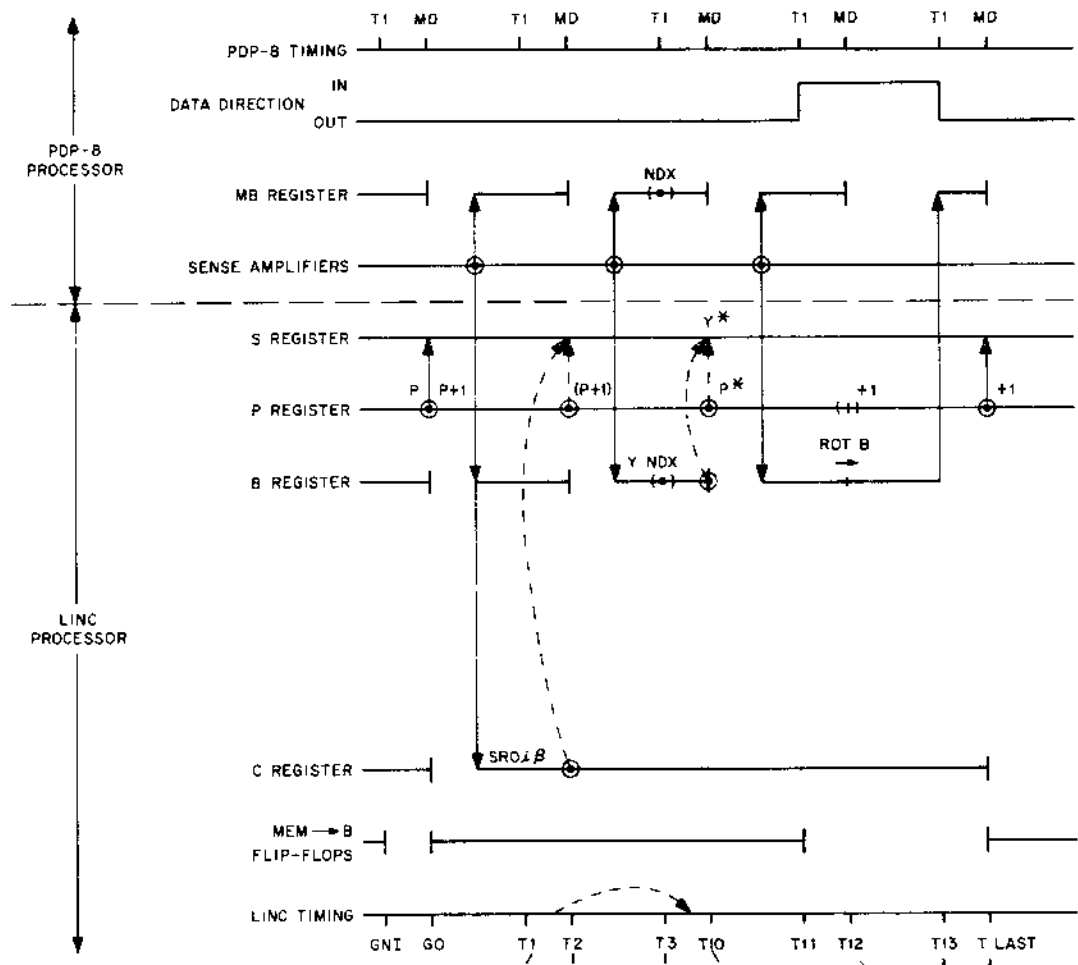 T1 MD T1 MD T1 MD T1 MD T1 MD
PDP-8 TIMING
IN
DATA DIRECTION
OUT
PDP-8
PROCESSOR
NDX
MB REGISTER
SENSE AMPLIFIERS
Y*
S REGISTER
P P+1 (P+1) P* +1 +1
P REGISTER
ROT B
Y NDX
B REGISTER
LINC
PROCESSOR
SROiβ
C REGISTER
MEM → B
FLIP-FLOPS
LINC TIMING
GNI GO T1 T2 T3 T10 T11 T12 T13 T LAST